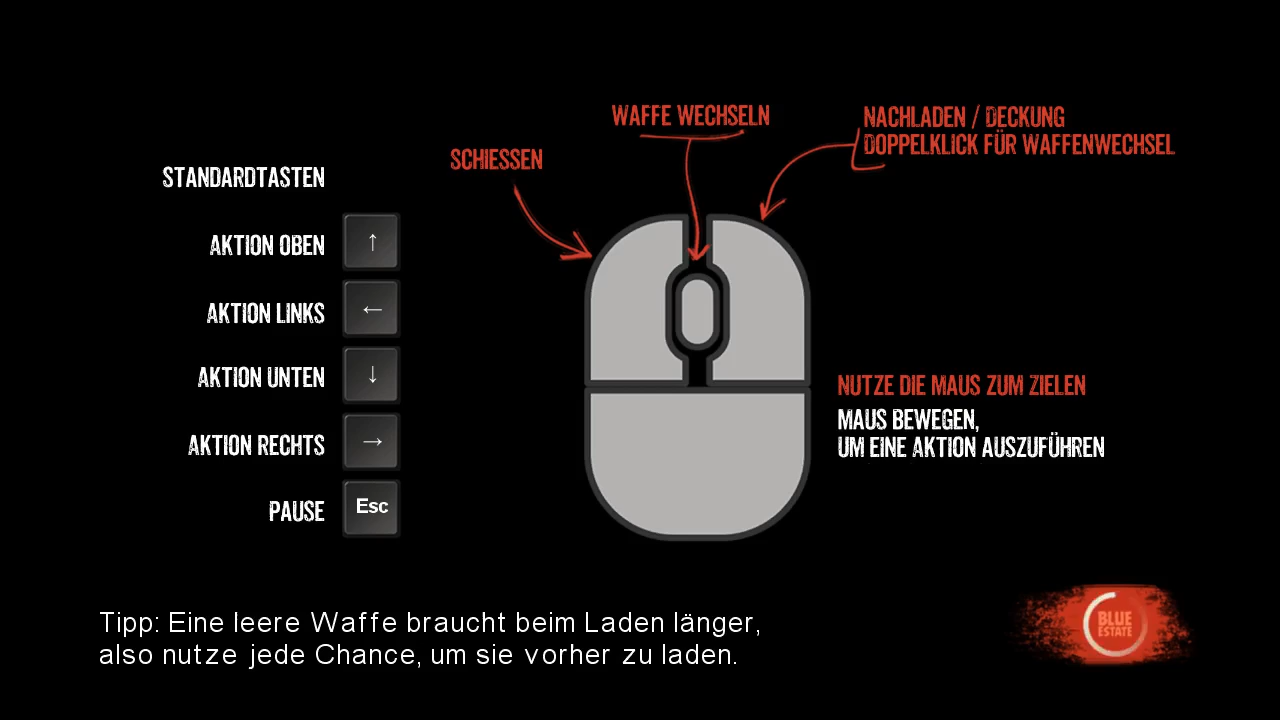 STANDARDTASTEN
AKTION OBEN ↑
AKTION LINKS ←
AKTION UNTEN ↓
AKTION RECHTS →
PAUSE Esc
SCHIESSEN
WAFFE WECHSELN
NACHLADEN / DECKUNG
DOPPELKLICK FÜR WAFFENWECHSEL
NUTZE DIE MAUS ZUM ZIELEN
MAUS BEWEGEN,
UM EINE AKTION AUSZUFÜHREN
Tipp: Eine leere Waffe braucht beim Laden länger,
also nutze jede Chance, um sie vorher zu laden.
BLUE
ESTATE